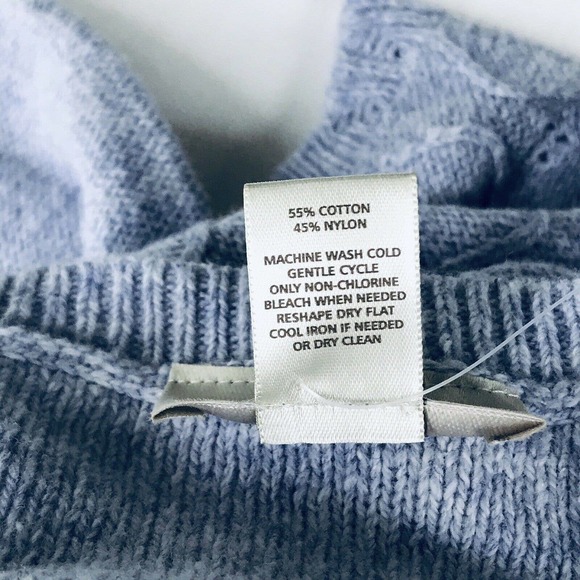 55% COTTON
45% NYLON
MACHINE WASH COLD
GENTLE CYCLE
ONLY NON-CHLORINE
BLEACH WHEN NEEDED
RESHAPE DRY FLAT
COOL IRON IF NEEDED
OR DRY CLEAN